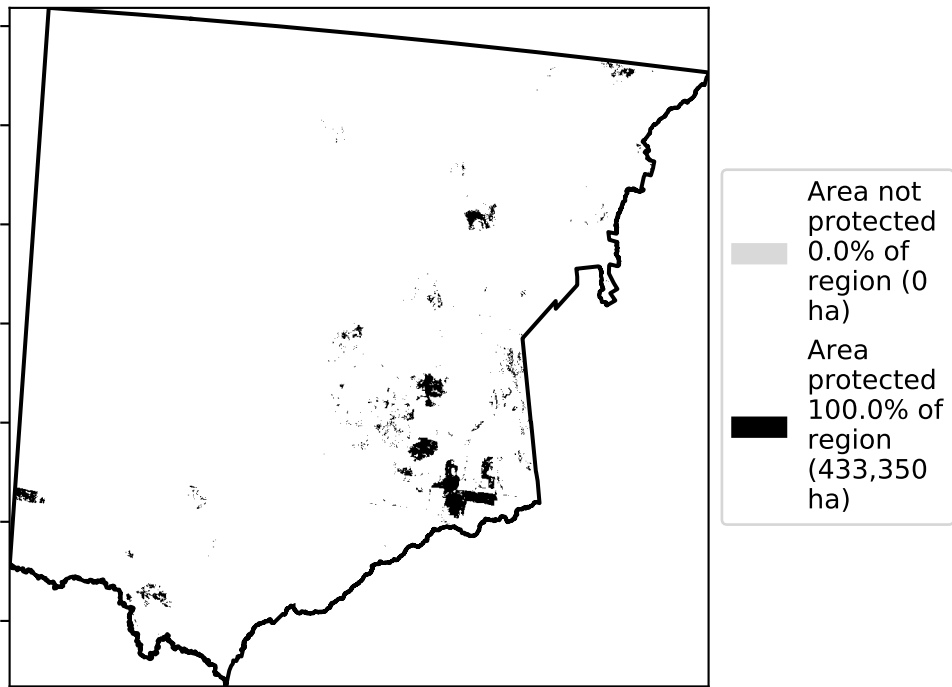 Area not
protected
0.0% of
region (0
ha)
Area
protected
100.0% of
region
(433,350
ha)